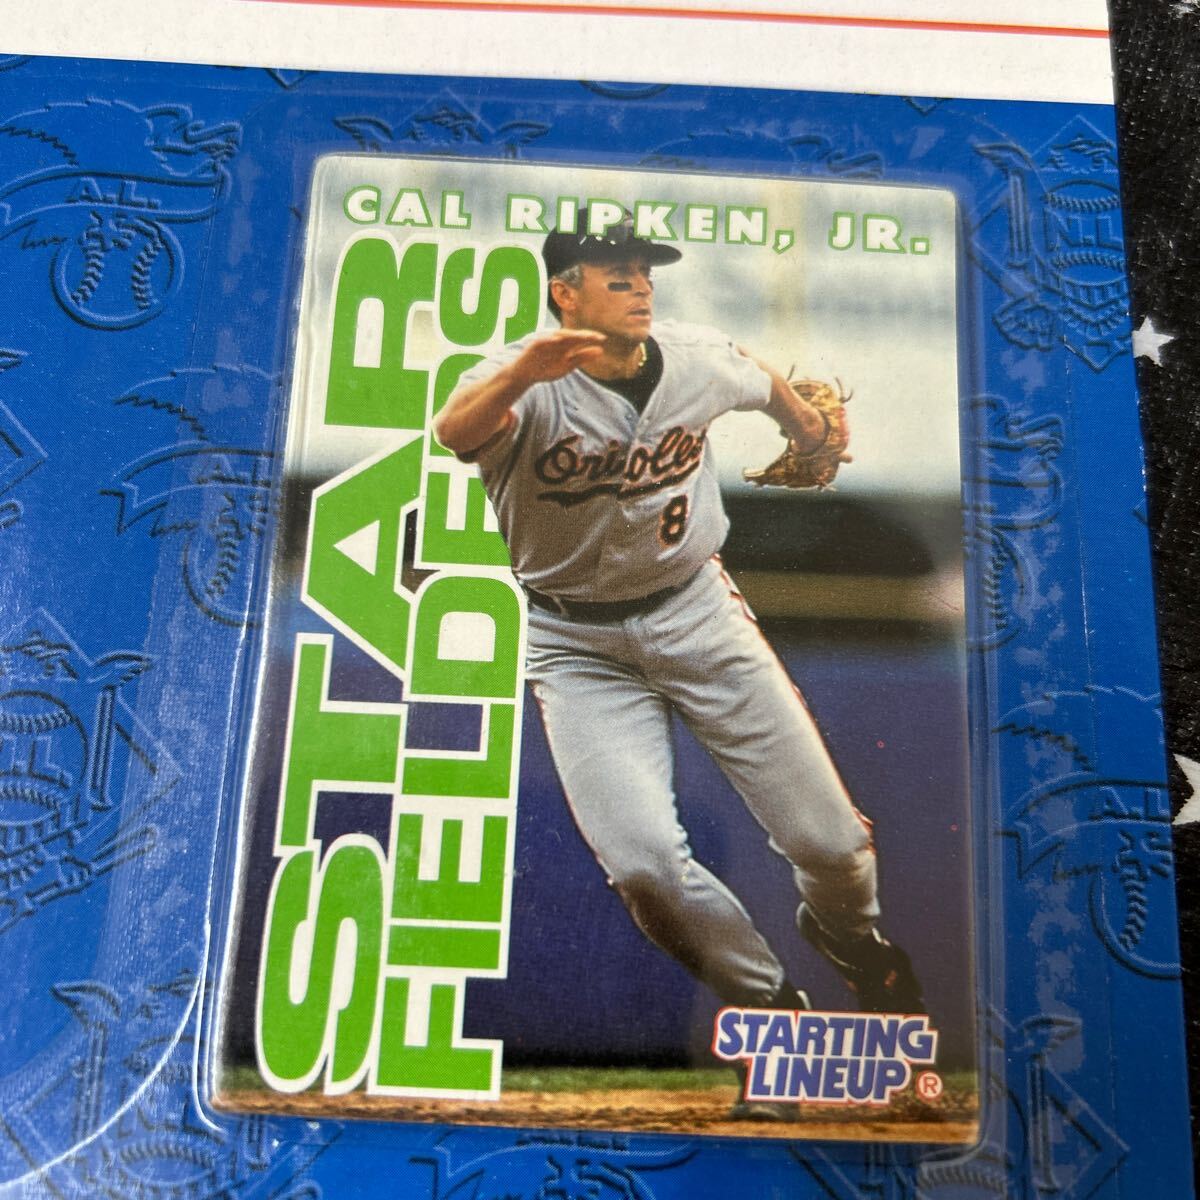 CAL RIPKEN, JR.
STAR
FIELDERS
Orioles
8
STARTING
LINEUP®
A.L.
N.L.